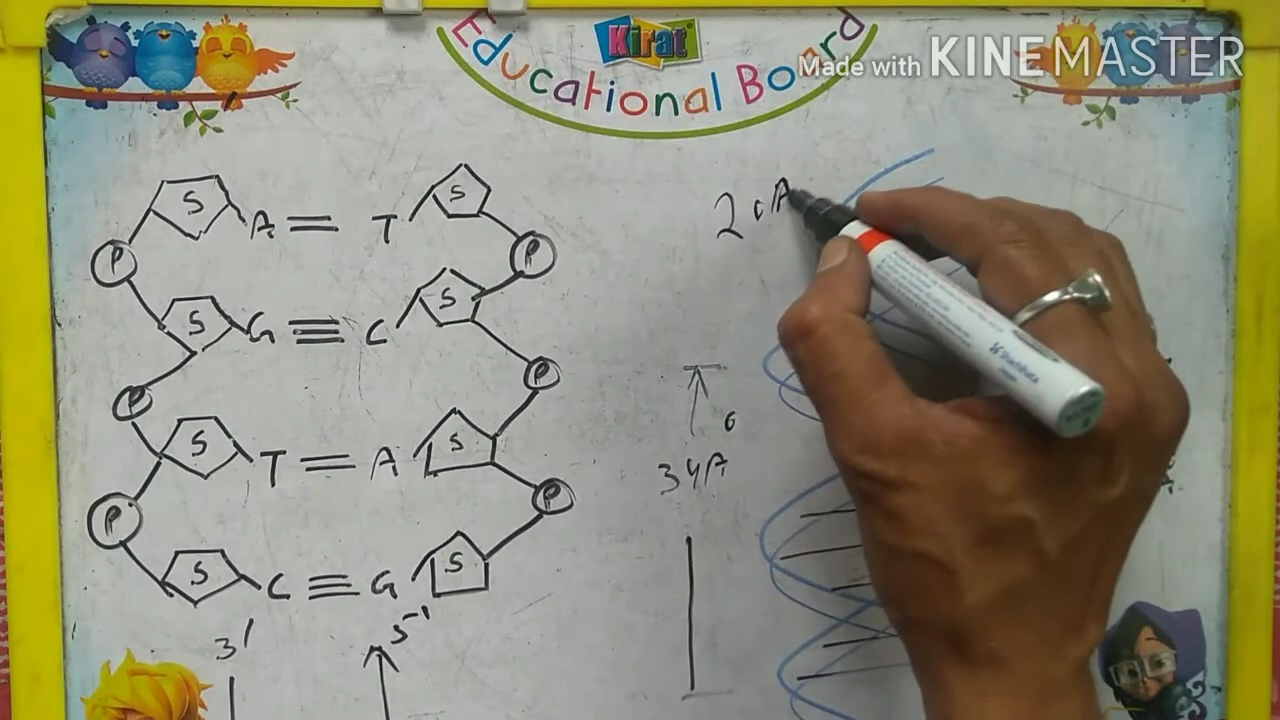 Educational Board
Kirat
Made with KINEMASTER
S A = T S
P P
S G ≡ C S
P P
S T = A S
P P
S C ≡ G S
3' 5'
20A
34A°